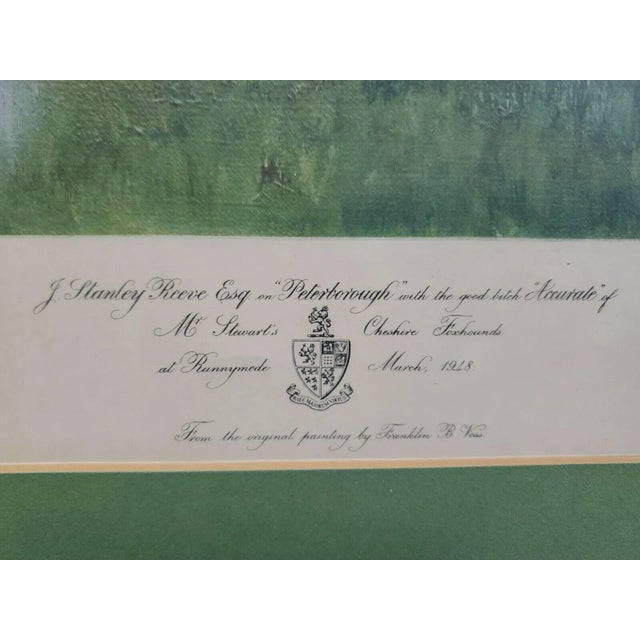 J. Stanley Reeve Esq. on "Peterborough" with the good bitch "Accurate" of
Mr Stewart's Cheshire Foxhounds
at Runnymede March, 1948.
From the original painting by Franklin B Voss.